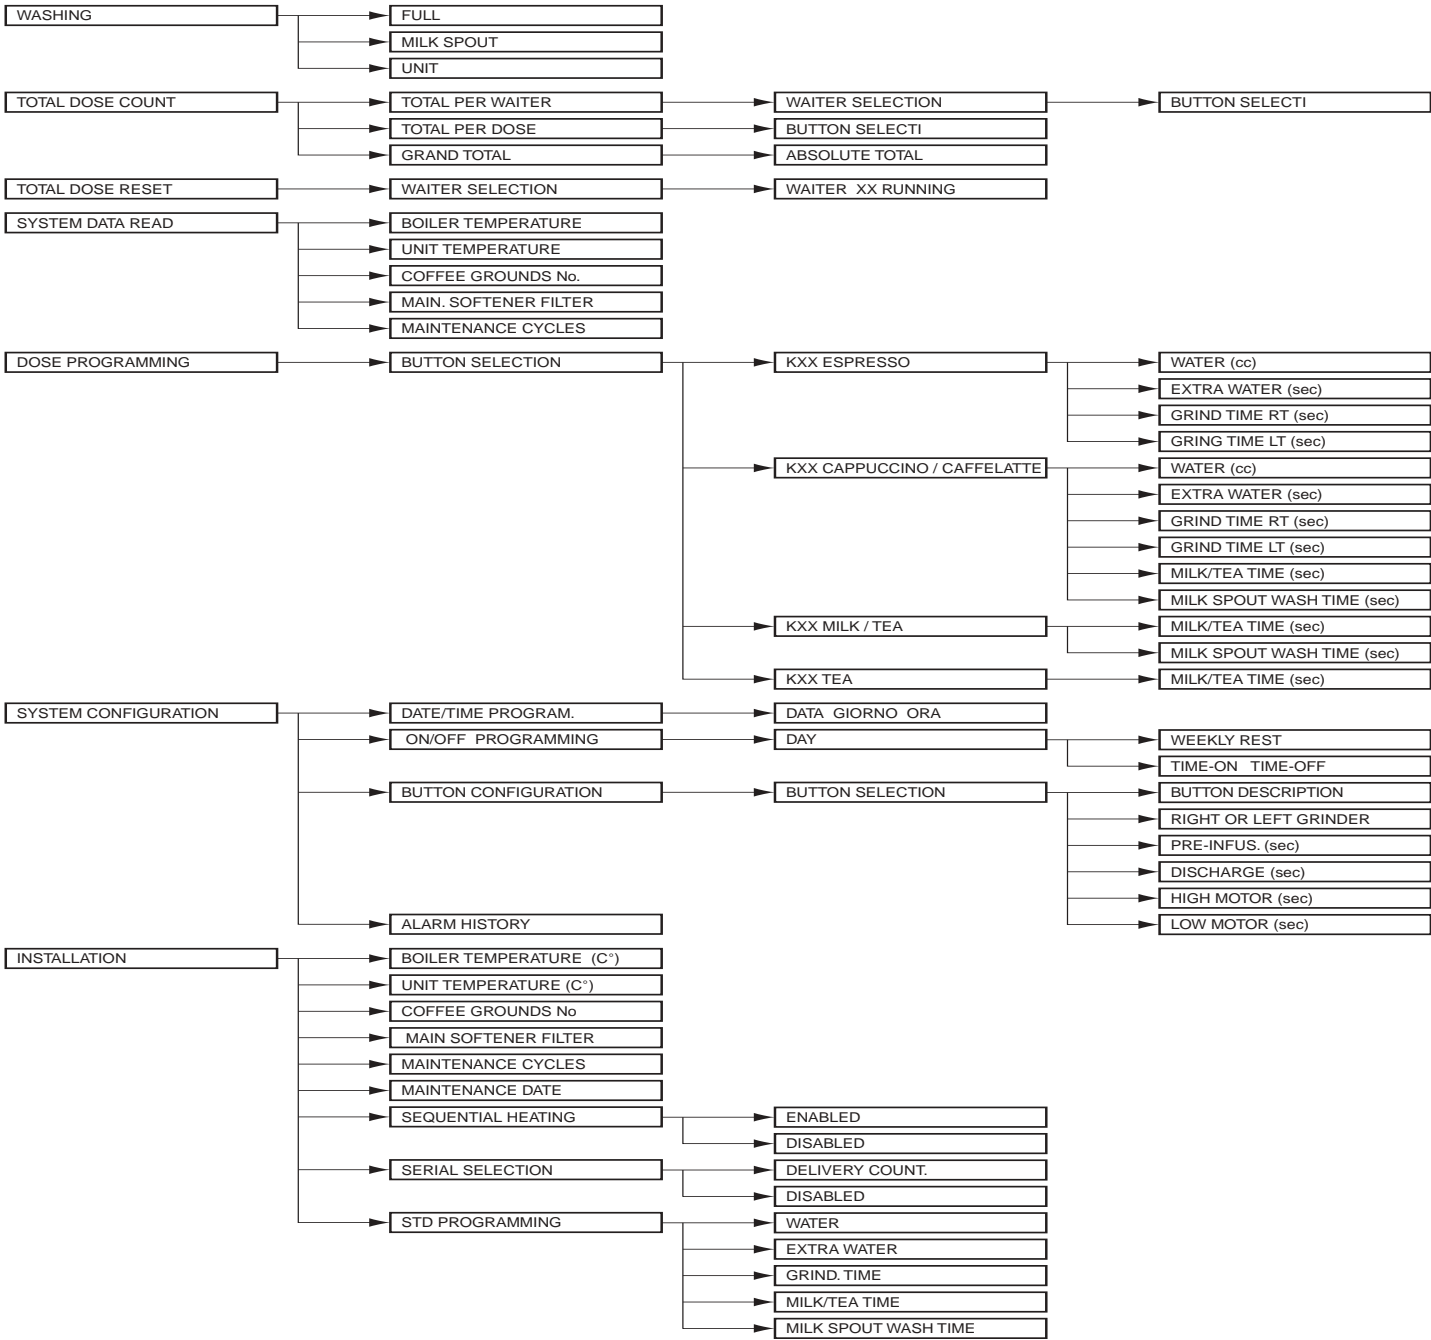 WASHING
FULL
MILK SPOUT
UNIT
TOTAL DOSE COUNT
TOTAL PER WAITER
WAITER SELECTION
BUTTON SELECTI
TOTAL PER DOSE
BUTTON SELECTI
GRAND TOTAL
ABSOLUTE TOTAL
TOTAL DOSE RESET
WAITER SELECTION
WAITER XX RUNNING
SYSTEM DATA READ
BOILER TEMPERATURE
UNIT TEMPERATURE
COFFEE GROUNDS No.
MAIN. SOFTENER FILTER
MAINTENANCE CYCLES
DOSE PROGRAMMING
BUTTON SELECTION
KXX ESPRESSO
WATER (cc)
EXTRA WATER (sec)
GRIND TIME RT (sec)
GRING TIME LT (sec)
KXX CAPPUCCINO / CAFFELATTE
WATER (cc)
EXTRA WATER (sec)
GRIND TIME RT (sec)
GRIND TIME LT (sec)
MILK/TEA TIME (sec)
MILK SPOUT WASH TIME (sec)
KXX MILK / TEA
MILK/TEA TIME (sec)
MILK SPOUT WASH TIME (sec)
KXX TEA
MILK/TEA TIME (sec)
SYSTEM CONFIGURATION
DATE/TIME PROGRAM.
DATA GIORNO ORA
ON/OFF PROGRAMMING
DAY
WEEKLY REST
TIME-ON TIME-OFF
BUTTON CONFIGURATION
BUTTON SELECTION
BUTTON DESCRIPTION
RIGHT OR LEFT GRINDER
PRE-INFUS. (sec)
DISCHARGE (sec)
HIGH MOTOR (sec)
LOW MOTOR (sec)
ALARM HISTORY
INSTALLATION
BOILER TEMPERATURE (C°)
UNIT TEMPERATURE (C°)
COFFEE GROUNDS No
MAIN SOFTENER FILTER
MAINTENANCE CYCLES
MAINTENANCE DATE
SEQUENTIAL HEATING
ENABLED
DISABLED
SERIAL SELECTION
DELIVERY COUNT.
DISABLED
STD PROGRAMMING
WATER
EXTRA WATER
GRIND. TIME
MILK/TEA TIME
MILK SPOUT WASH TIME